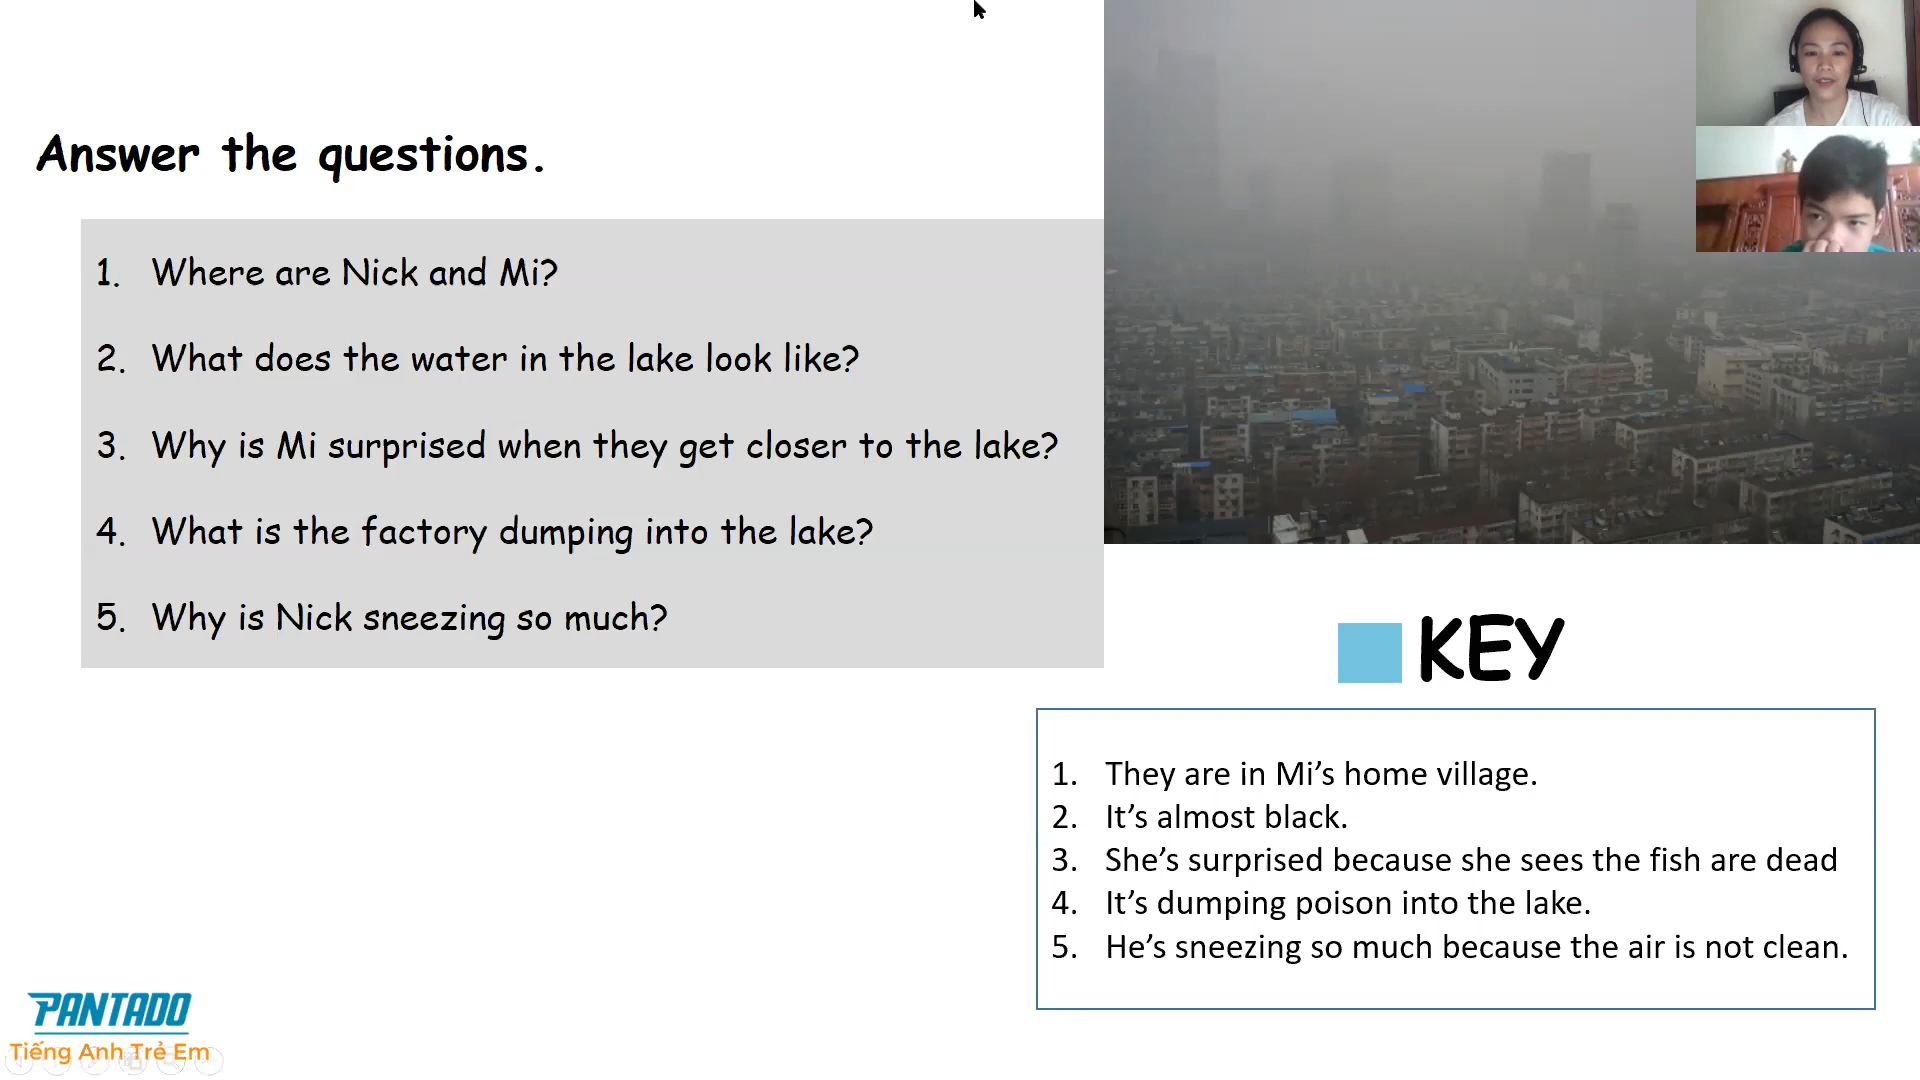 Answer the questions.
1. Where are Nick and Mi?
2. What does the water in the lake look like?
3. Why is Mi surprised when they get closer to the lake?
4. What is the factory dumping into the lake?
5. Why is Nick sneezing so much?
KEY
1. They are in Mi’s home village.
2. It’s almost black.
3. She’s surprised because she sees the fish are dead
4. It’s dumping poison into the lake.
5. He’s sneezing so much because the air is not clean.
PANTADO
Tiếng Anh Trẻ Em